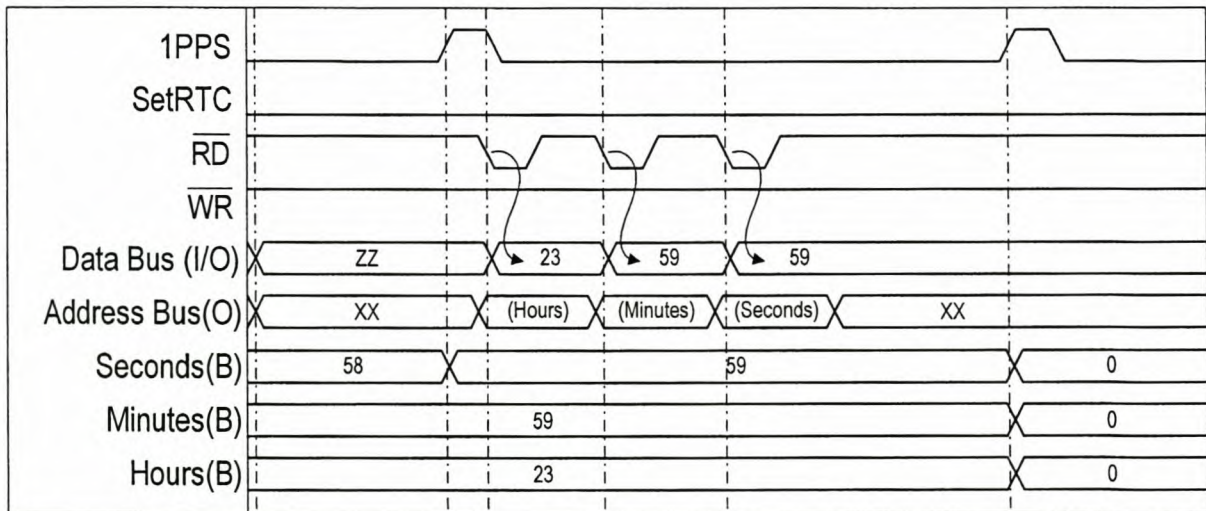 1PPS
SetRTC
RD
WR
Data Bus (I/O) ZZ 23 59 59
Address Bus(O) XX (Hours) (Minutes) (Seconds) XX
Seconds(B) 58 59 0
Minutes(B) 59 0
Hours(B) 23 0